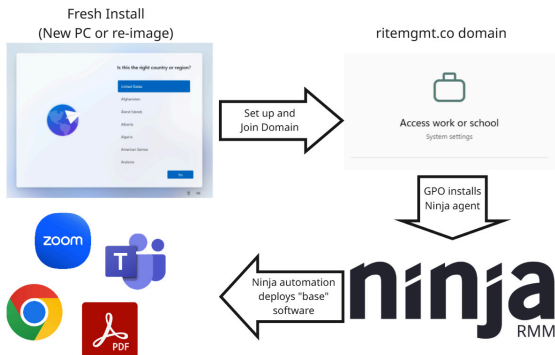 Fresh Install
(New PC or re-image)
ritemgmt.co domain
Is this the right country or region?
United States
Afghanistan
Åland Islands
Albania
Algeria
American Samoa
Andorra
Yes
Set up and
Join Domain
Access work or school
System settings
GPO installs
Ninja agent
zoom
T
Ninja automation
deploys "base"
software
ninja
RMM
PDF